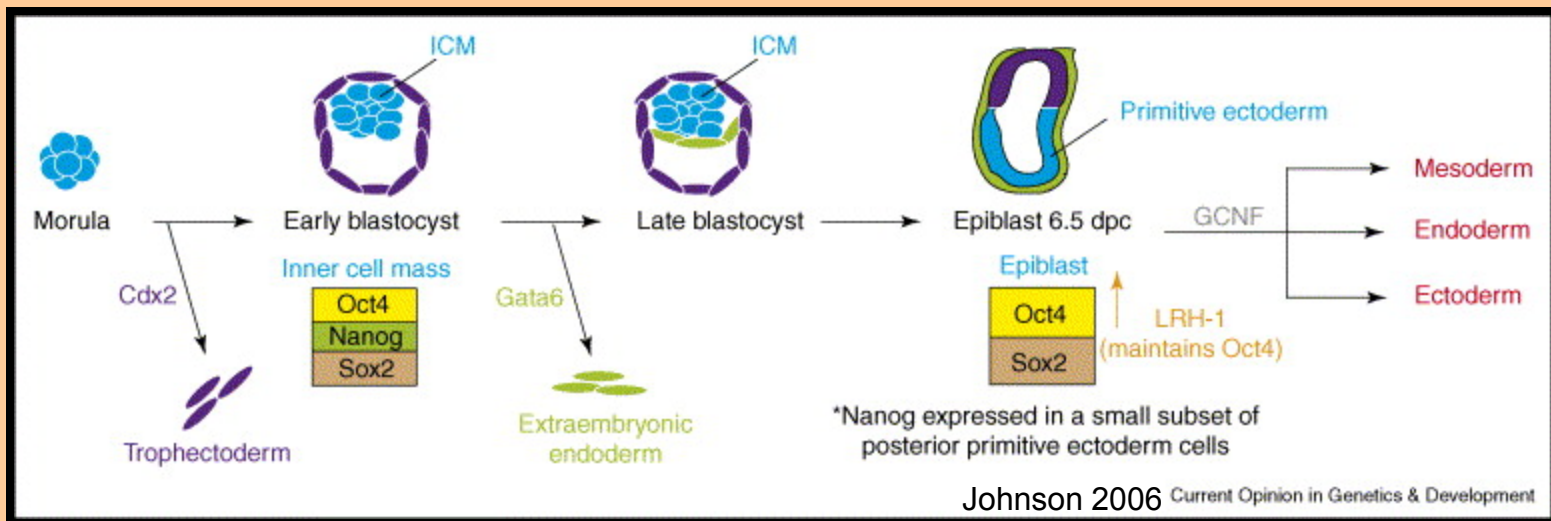 ICM
ICM
Primitive ectoderm
Morula
Early blastocyst
Late blastocyst
Epiblast 6.5 dpc
GCNF
Mesoderm
Endoderm
Ectoderm
Cdx2
Trophectoderm
Inner cell mass
Oct4
Nanog
Sox2
Gata6
Extraembryonic
endoderm
Epiblast
Oct4
Sox2
LRH-1
(maintains Oct4)
*Nanog expressed in a small subset of
posterior primitive ectoderm cells
Johnson 2006 Current Opinion in Genetics & Development